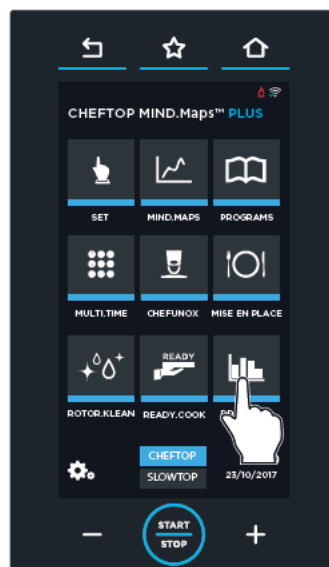 CHEFTOP MIND.Maps™ PLUS
SET MIND.MAPS PROGRAMS
MULTI.TIME CHEFUNOX MISE EN PLACE
READY
ROTOR.KLEAN READY.COOK
CHEFTOP
SLOWTOP 23/10/2017
START
STOP